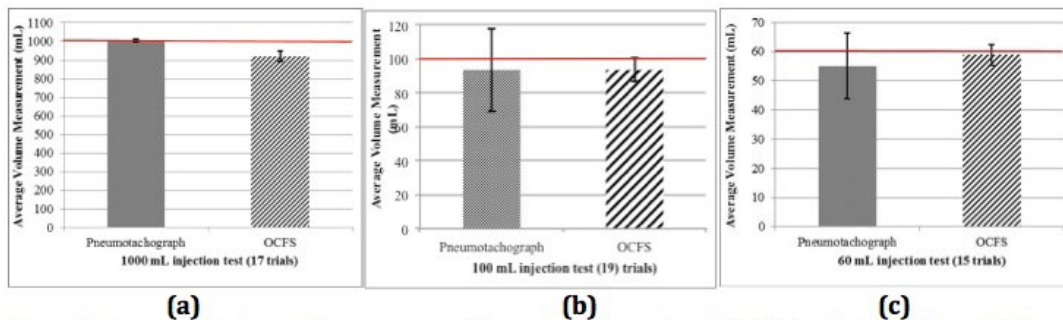 Average Volume Measurement (mL)
1100
1000
900
800
700
600
500
400
300
200
100
0
Pneumotachograph OCFS
1000 mL injection test (17 trials)
(a)
Average Volume Measurement
(mL)
120
100
80
60
40
20
0
Pneumotachograph OCFS
100 mL injection test (19) trials)
(b)
Average Volume Measurement (mL)
70
60
50
40
30
20
10
0
Pneumotachograph OCFS
60 mL injection test (15 trials)
(c)